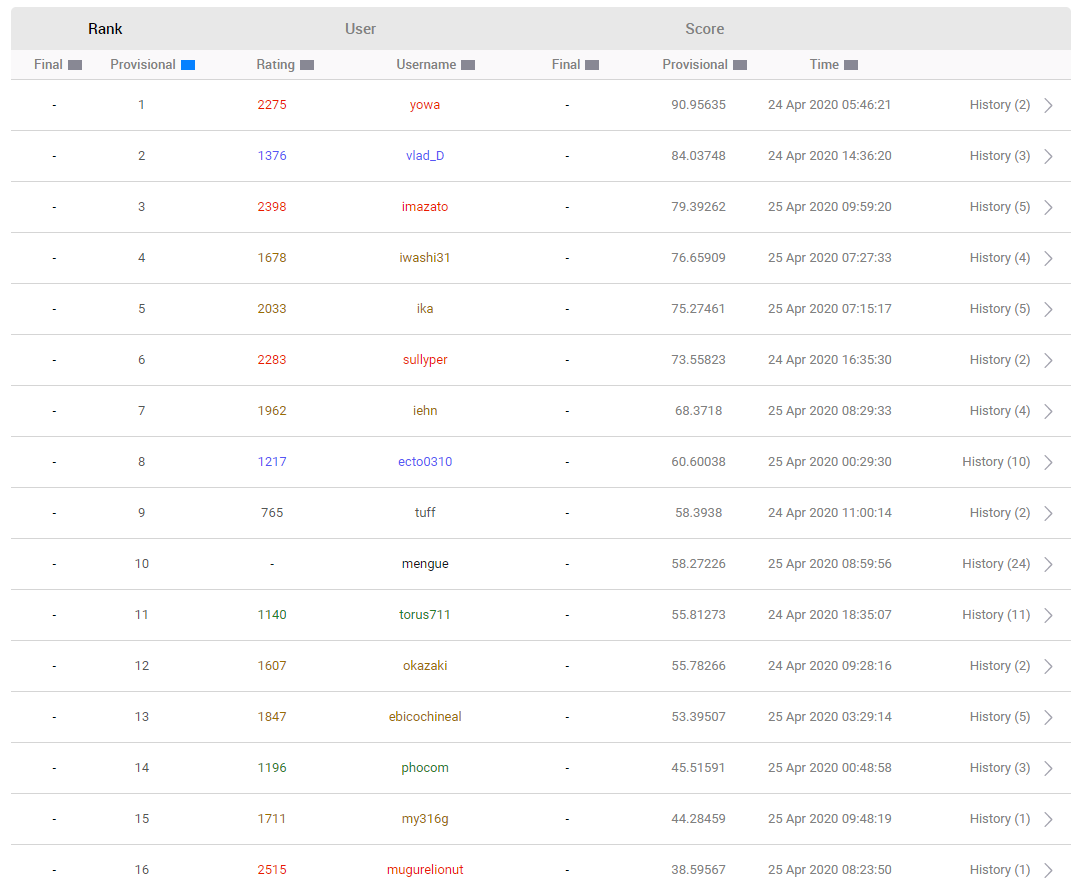 Rank User Score
Final Provisional Rating Username Final Provisional Time
- 1 2275 yowa - 90.95635 24 Apr 2020 05:46:21 History (2)
- 2 1376 vlad_D - 84.03748 24 Apr 2020 14:36:20 History (3)
- 3 2398 imazato - 79.39262 25 Apr 2020 09:59:20 History (5)
- 4 1678 iwashi31 - 76.65909 25 Apr 2020 07:27:33 History (4)
- 5 2033 ika - 75.27461 25 Apr 2020 07:15:17 History (5)
- 6 2283 sullyper - 73.55823 24 Apr 2020 16:35:30 History (2)
- 7 1962 iehn - 68.3718 25 Apr 2020 08:29:33 History (4)
- 8 1217 ecto0310 - 60.60038 25 Apr 2020 00:29:30 History (10)
- 9 765 tuff - 58.3938 24 Apr 2020 11:00:14 History (2)
- 10 - mengue - 58.27226 25 Apr 2020 08:59:56 History (24)
- 11 1140 torus711 - 55.81273 24 Apr 2020 18:35:07 History (11)
- 12 1607 okazaki - 55.78266 24 Apr 2020 09:28:16 History (2)
- 13 1847 ebicochineal - 53.39507 25 Apr 2020 03:29:14 History (5)
- 14 1196 phocom - 45.51591 25 Apr 2020 00:48:58 History (3)
- 15 1711 my316g - 44.28459 25 Apr 2020 09:48:19 History (1)
- 16 2515 mugurelionut - 38.59567 25 Apr 2020 08:23:50 History (1)